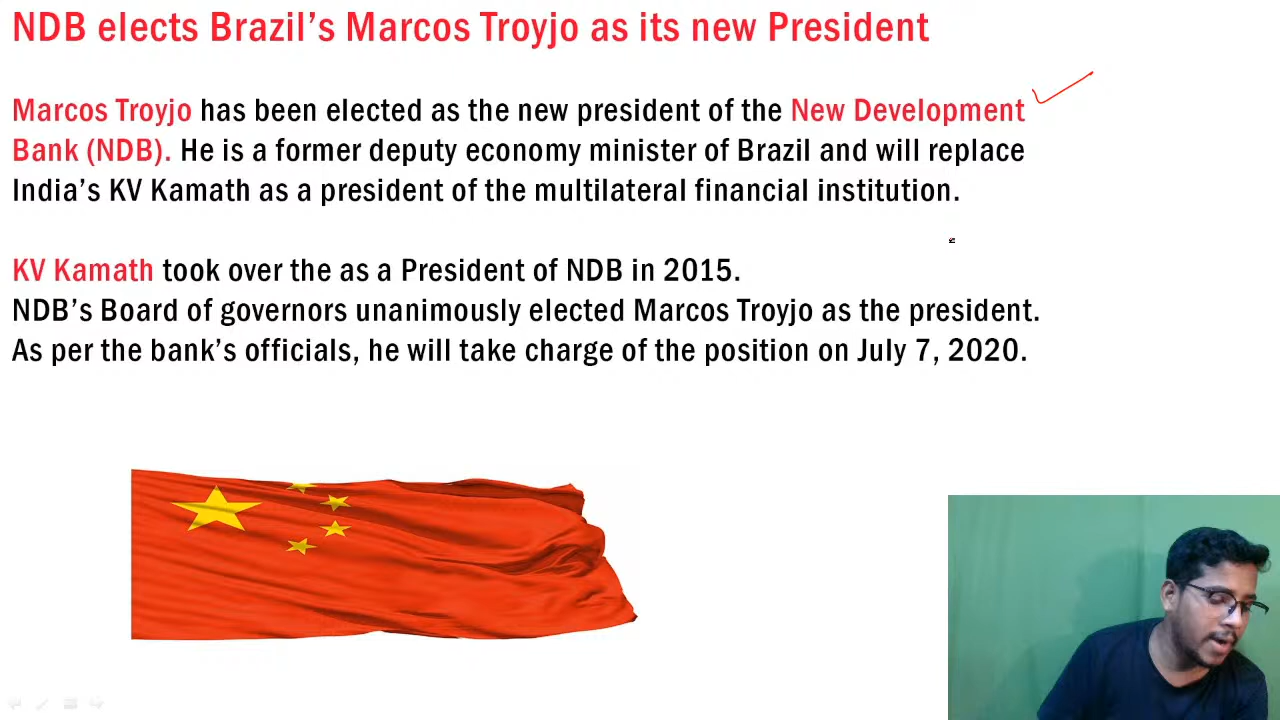 NDB elects Brazil’s Marcos Troyjo as its new President
Marcos Troyjo has been elected as the new president of the New Development
Bank (NDB). He is a former deputy economy minister of Brazil and will replace
India’s KV Kamath as a president of the multilateral financial institution.
KV Kamath took over the as a President of NDB in 2015.
NDB’s Board of governors unanimously elected Marcos Troyjo as the president.
As per the bank’s officials, he will take charge of the position on July 7, 2020.